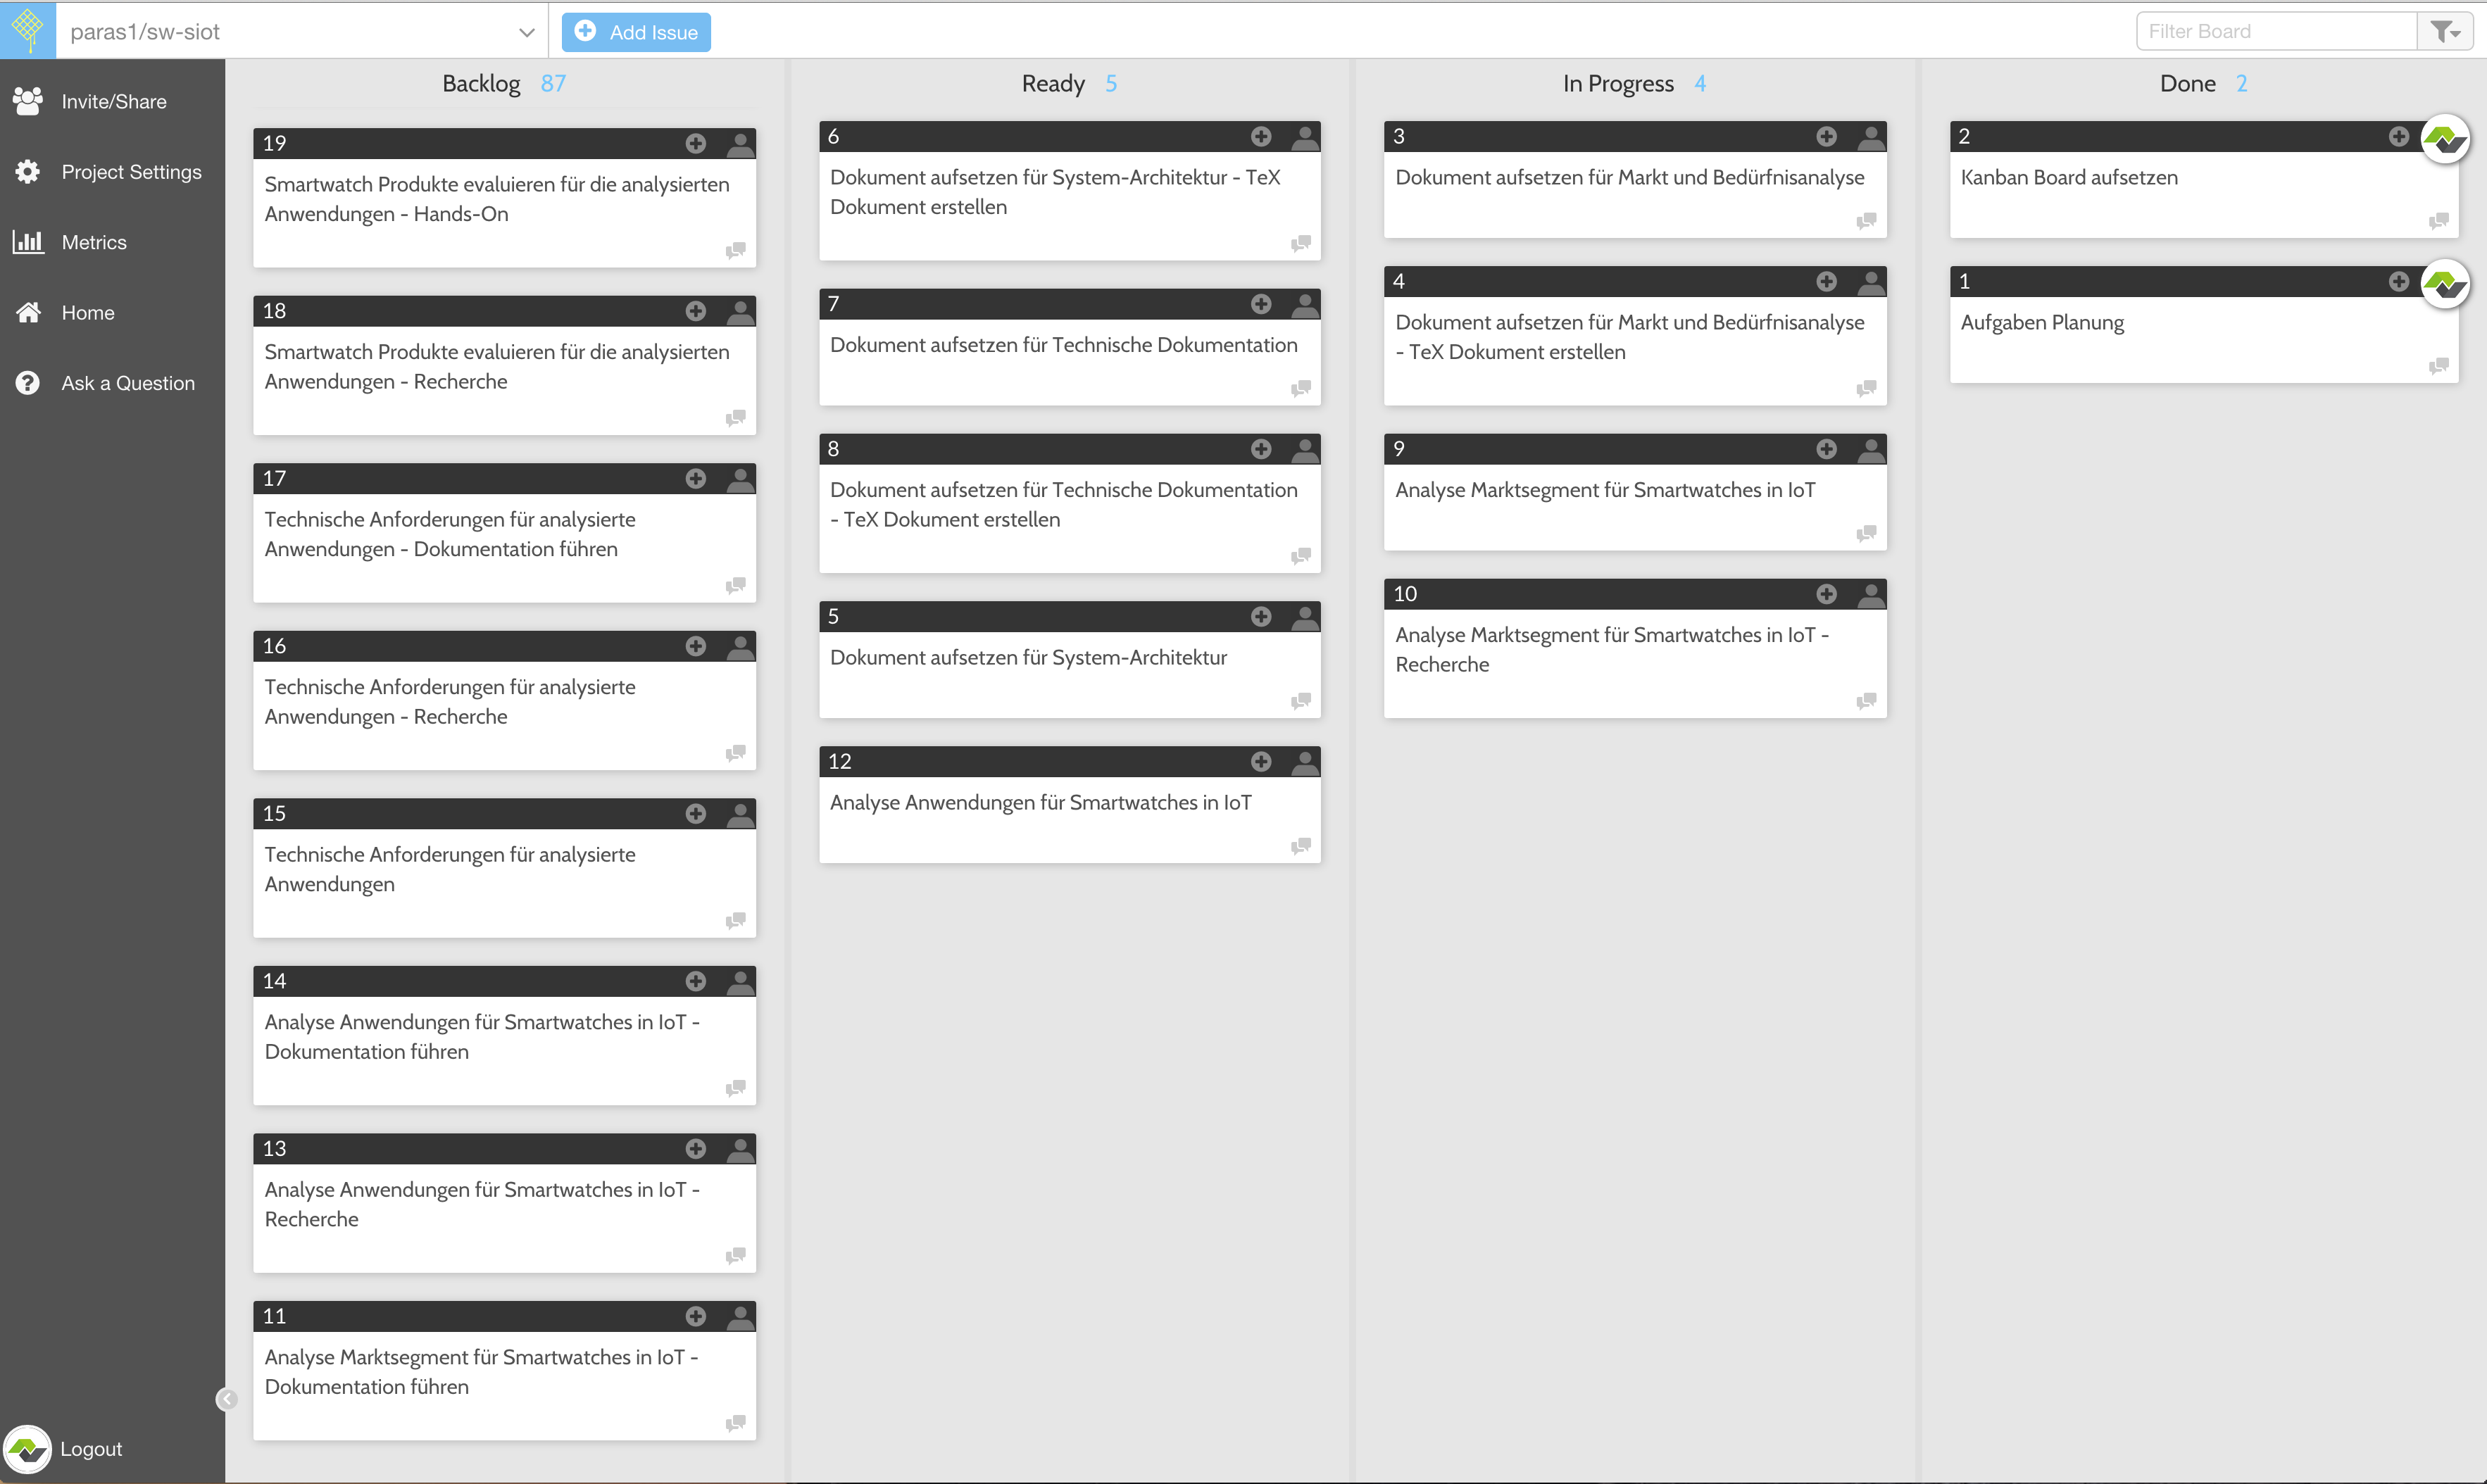 paras1/sw-siot
Add Issue
Filter Board
Invite/Share
Project Settings
Metrics
Home
Ask a Question
Logout
Backlog 87
19
Smartwatch Produkte evaluieren für die analysierten
Anwendungen - Hands-On
18
Smartwatch Produkte evaluieren für die analysierten
Anwendungen - Recherche
17
Technische Anforderungen für analysierte
Anwendungen - Dokumentation führen
16
Technische Anforderungen für analysierte
Anwendungen - Recherche
15
Technische Anforderungen für analysierte
Anwendungen
14
Analyse Anwendungen für Smartwatches in IoT -
Dokumentation führen
13
Analyse Anwendungen für Smartwatches in IoT -
Recherche
11
Analyse Marktsegment für Smartwatches in IoT -
Dokumentation führen
Ready 5
6
Dokument aufsetzen für System-Architektur - TeX
Dokument erstellen
7
Dokument aufsetzen für Technische Dokumentation
8
Dokument aufsetzen für Technische Dokumentation
- TeX Dokument erstellen
5
Dokument aufsetzen für System-Architektur
12
Analyse Anwendungen für Smartwatches in IoT
In Progress 4
3
Dokument aufsetzen für Markt und Bedürfnisanalyse
4
Dokument aufsetzen für Markt und Bedürfnisanalyse
- TeX Dokument erstellen
9
Analyse Marktsegment für Smartwatches in IoT
10
Analyse Marktsegment für Smartwatches in IoT -
Recherche
Done 2
2
Kanban Board aufsetzen
1
Aufgaben Planung